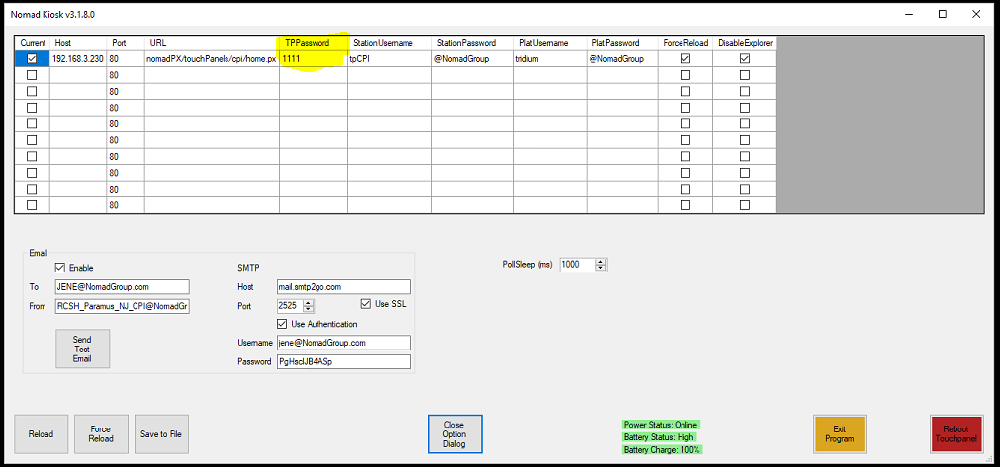 Nomad Kiosk v3.1.8.0
Current Host Port URL TPPassword StationUsername StationPassword PlatUsername PlatPassword ForceReload DisableExplorer
192.168.3.230 80 nomadPX/touchPanels/cpi/home.px 1111 tpCPI @NomadGroup tridium @NomadGroup
80
80
80
80
80
80
80
80
80
Email
Enable SMTP PollSleep (ms) 1000
To JENE@NomadGroup.com Host mail.smtp2go.com
From RCSH_Paramus_NJ_CPI@NomadGr Port 2525 Use SSL
Use Authentication
Send
Test
Email
Username jene@NomadGroup.com
Password PgHscIJB4ASp
Reload
Force
Reload
Save to File
Close
Option
Dialog
Power Status: Online
Battery Status: High
Battery Charge: 100%
Exit
Program
Reboot
Touchpanel